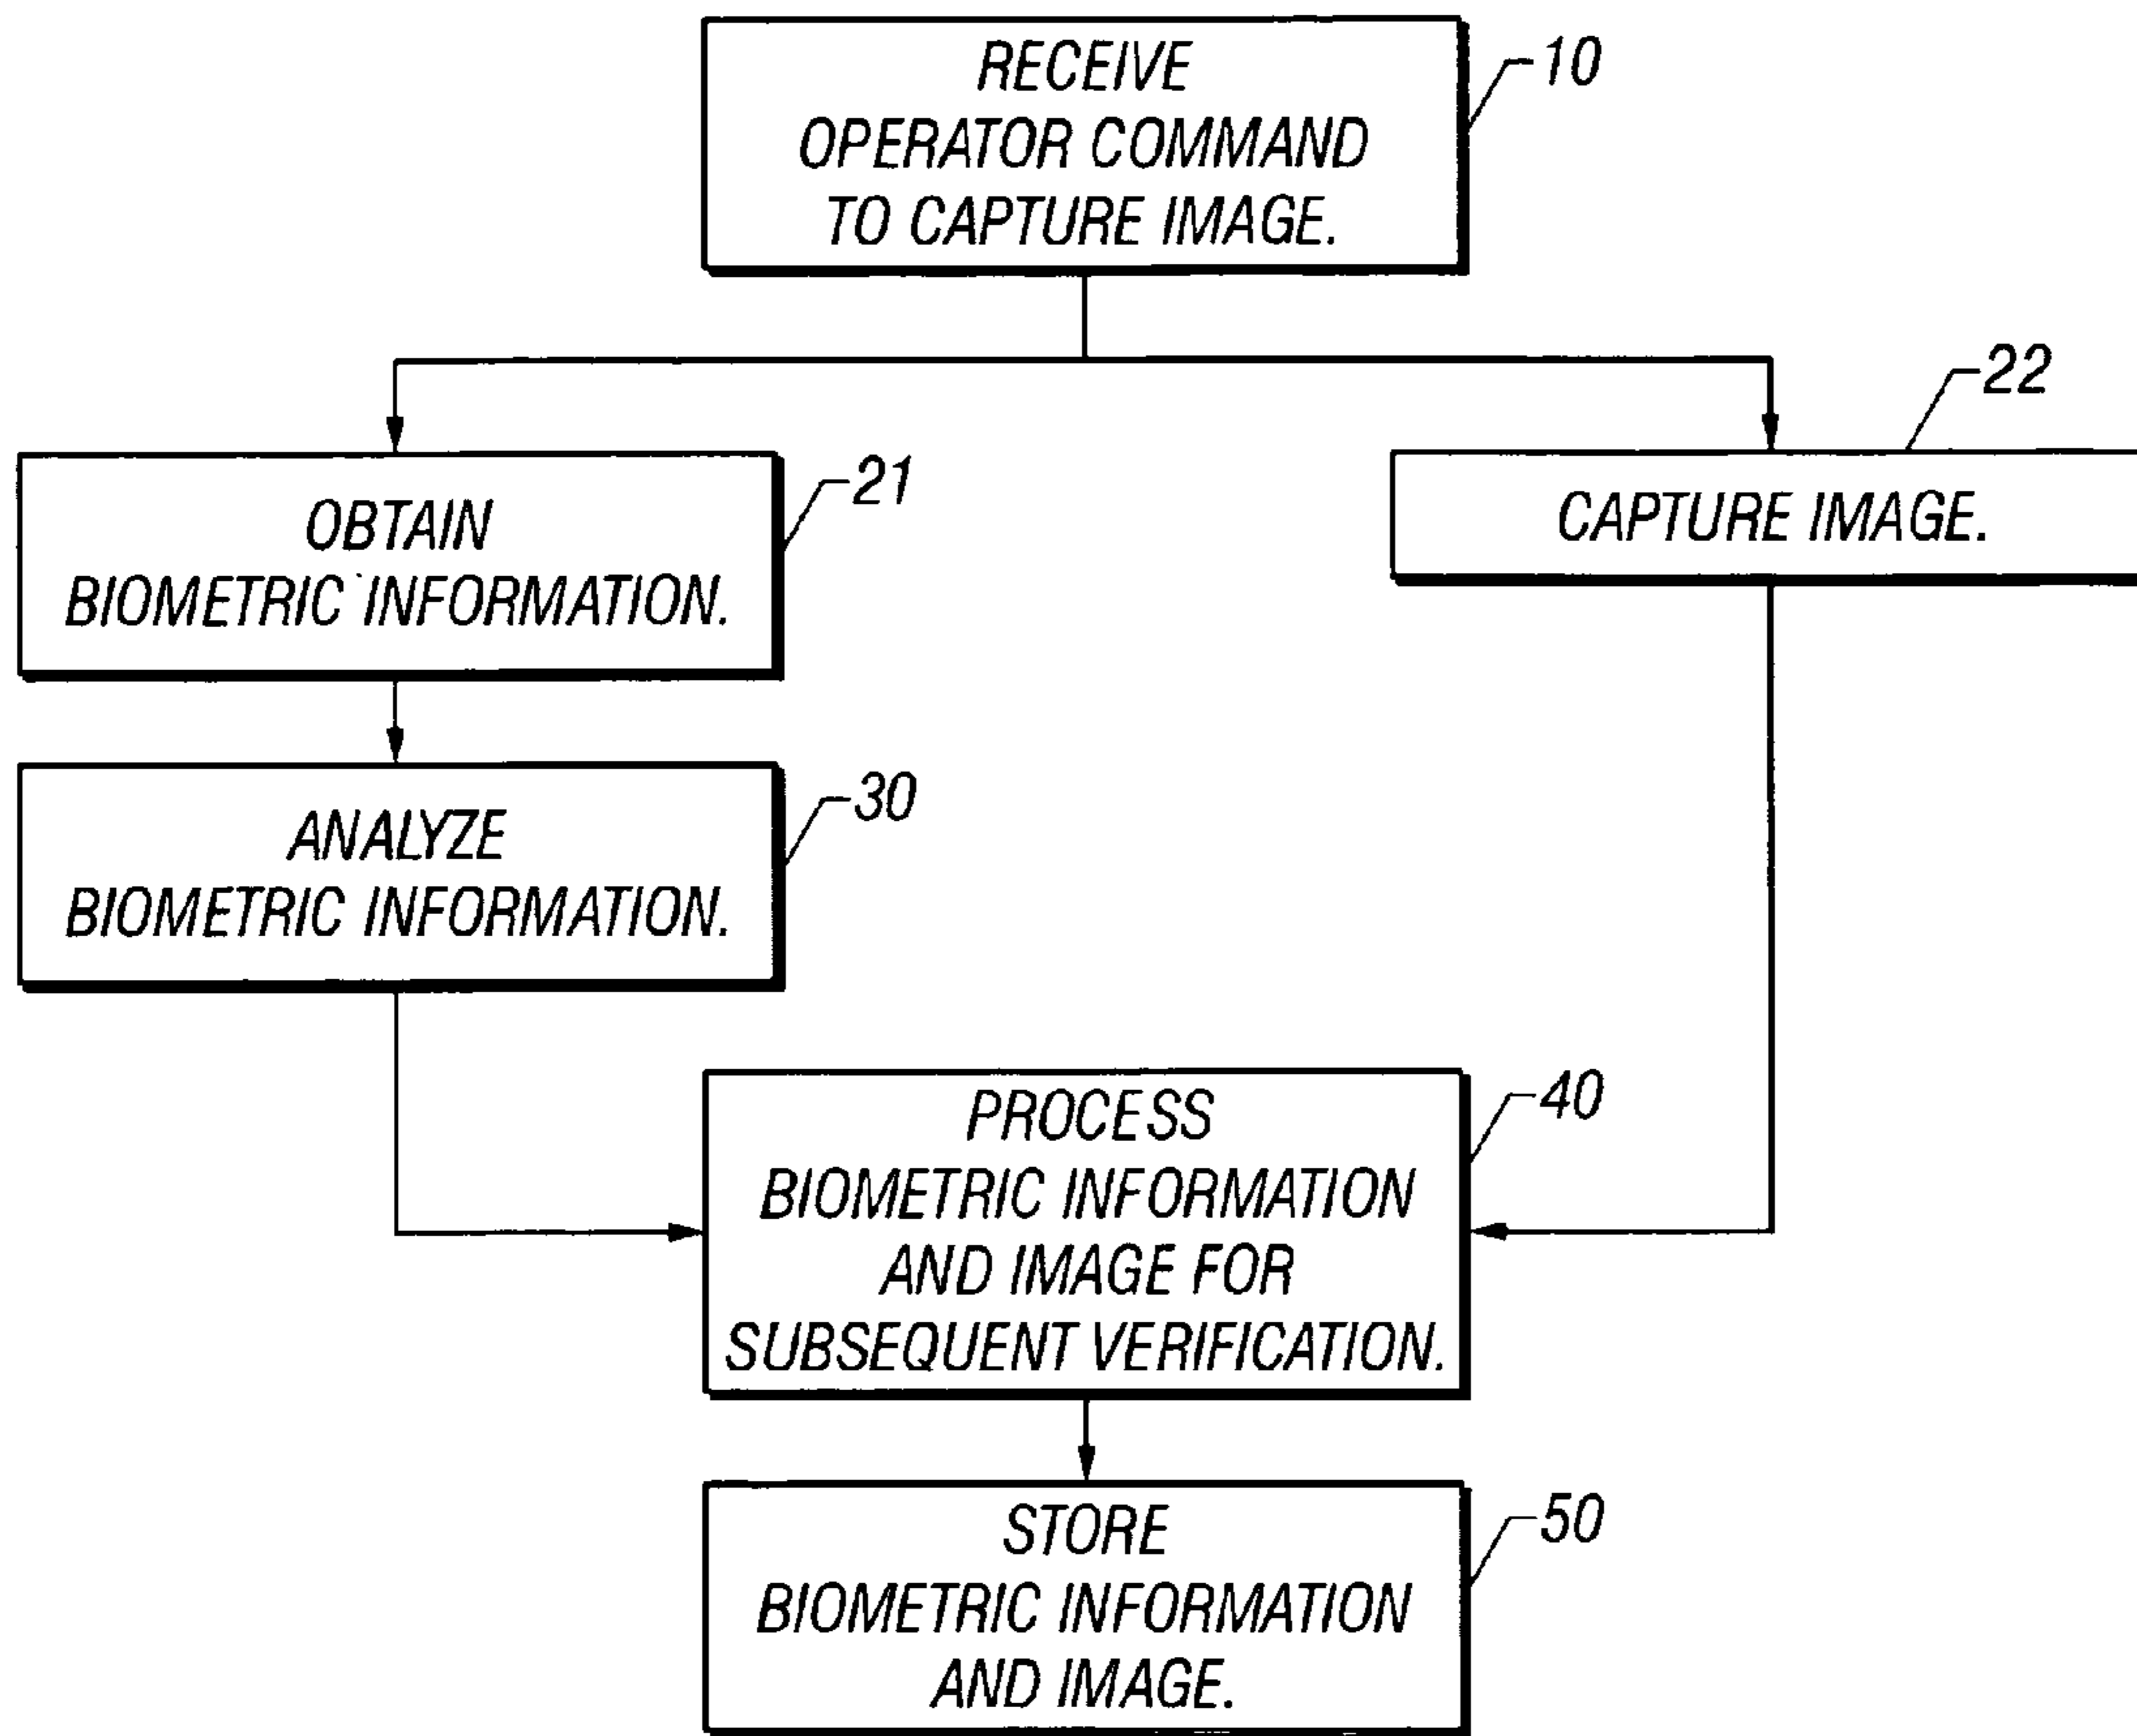 RECEIVE
OPERATOR COMMAND
TO CAPTURE IMAGE.
10
OBTAIN
BIOMETRIC INFORMATION.
21
CAPTURE IMAGE.
22
ANALYZE
BIOMETRIC INFORMATION.
30
PROCESS
BIOMETRIC INFORMATION
AND IMAGE FOR
SUBSEQUENT VERIFICATION.
40
STORE
BIOMETRIC INFORMATION
AND IMAGE.
50